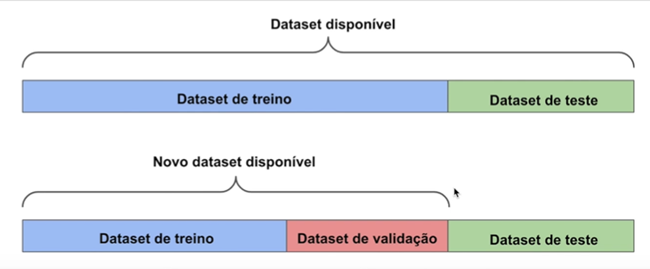 Dataset disponível
Dataset de treino
Dataset de teste
Novo dataset disponível
Dataset de treino
Dataset de validação
Dataset de teste